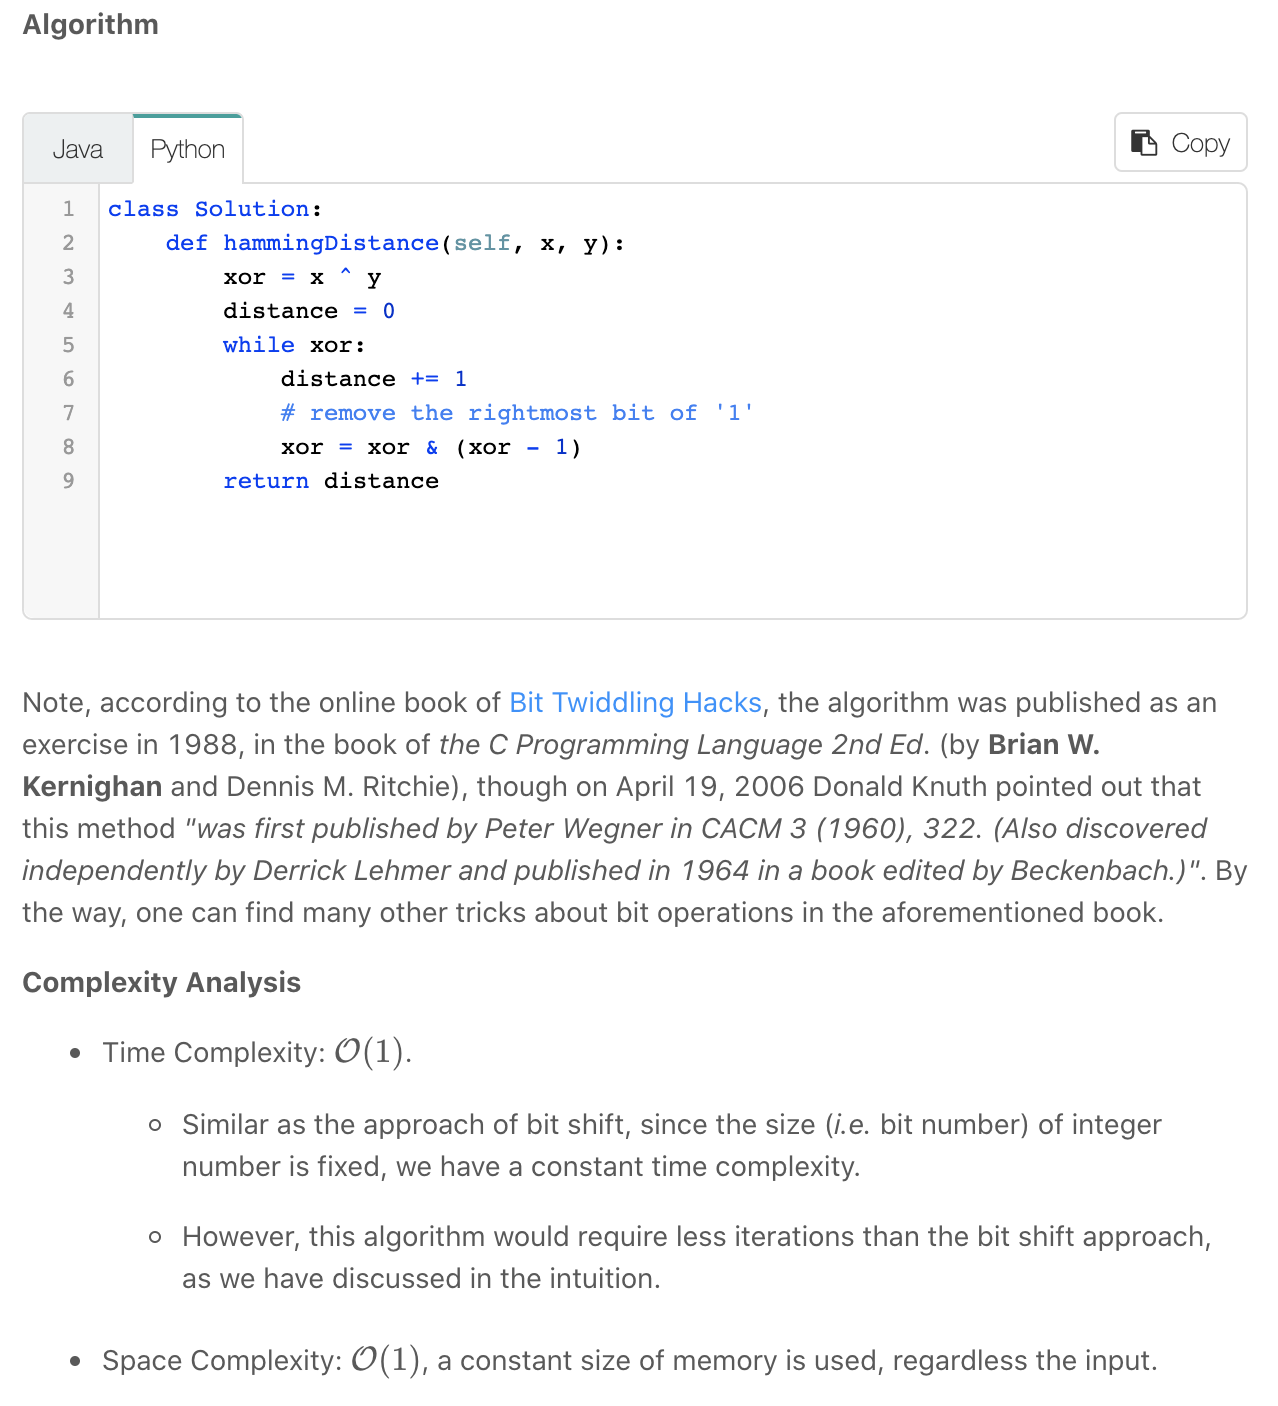 Algorithm
Java
Python
Copy
1 class Solution:
2     def hammingDistance(self, x, y):
3         xor = x ^ y
4         distance = 0
5         while xor:
6             distance += 1
7             # remove the rightmost bit of '1'
8             xor = xor & (xor - 1)
9         return distance
Note, according to the online book of Bit Twiddling Hacks, the algorithm was published as an
exercise in 1988, in the book of the C Programming Language 2nd Ed. (by Brian W.
Kernighan and Dennis M. Ritchie), though on April 19, 2006 Donald Knuth pointed out that
this method "was first published by Peter Wegner in CACM 3 (1960), 322. (Also discovered
independently by Derrick Lehmer and published in 1964 in a book edited by Beckenbach.)". By
the way, one can find many other tricks about bit operations in the aforementioned book.
Complexity Analysis
• Time Complexity: O(1).
◦ Similar as the approach of bit shift, since the size (i.e. bit number) of integer
number is fixed, we have a constant time complexity.
◦ However, this algorithm would require less iterations than the bit shift approach,
as we have discussed in the intuition.
• Space Complexity: O(1), a constant size of memory is used, regardless the input.